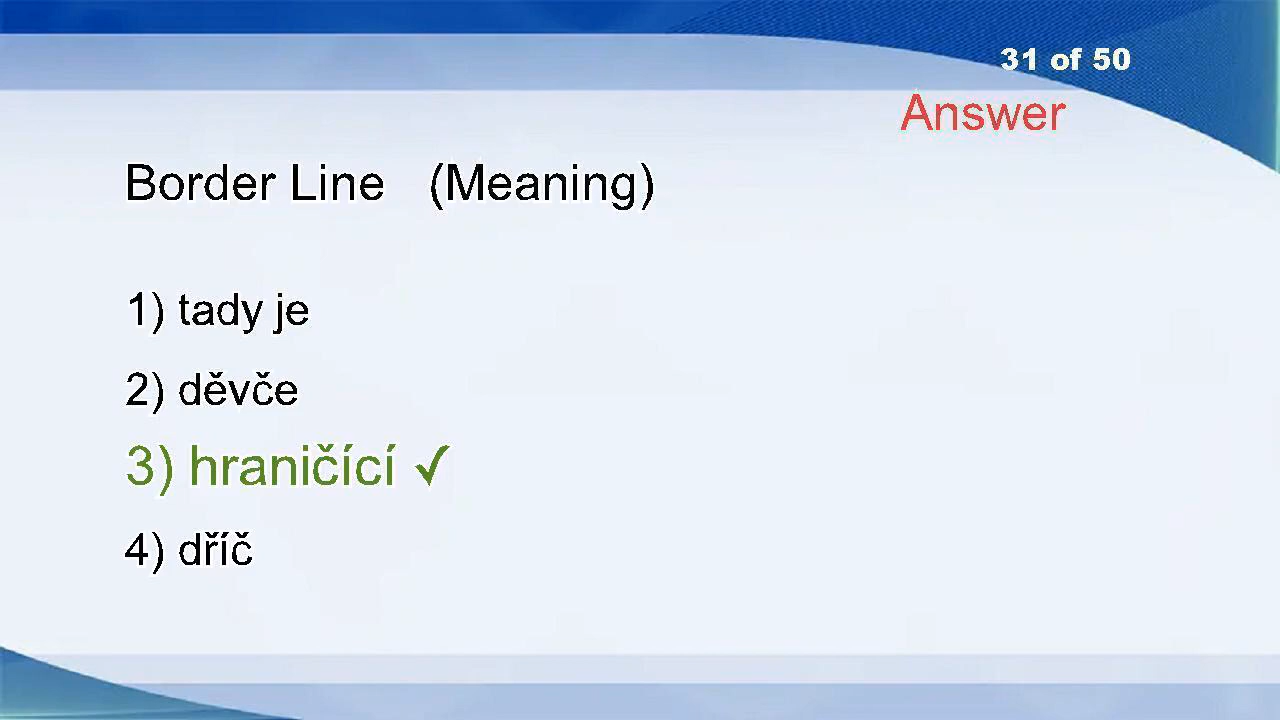 31 of 50
Answer
Border Line (Meaning)
1) tady je
2) děvče
3) hraničící ✓
4) dříč